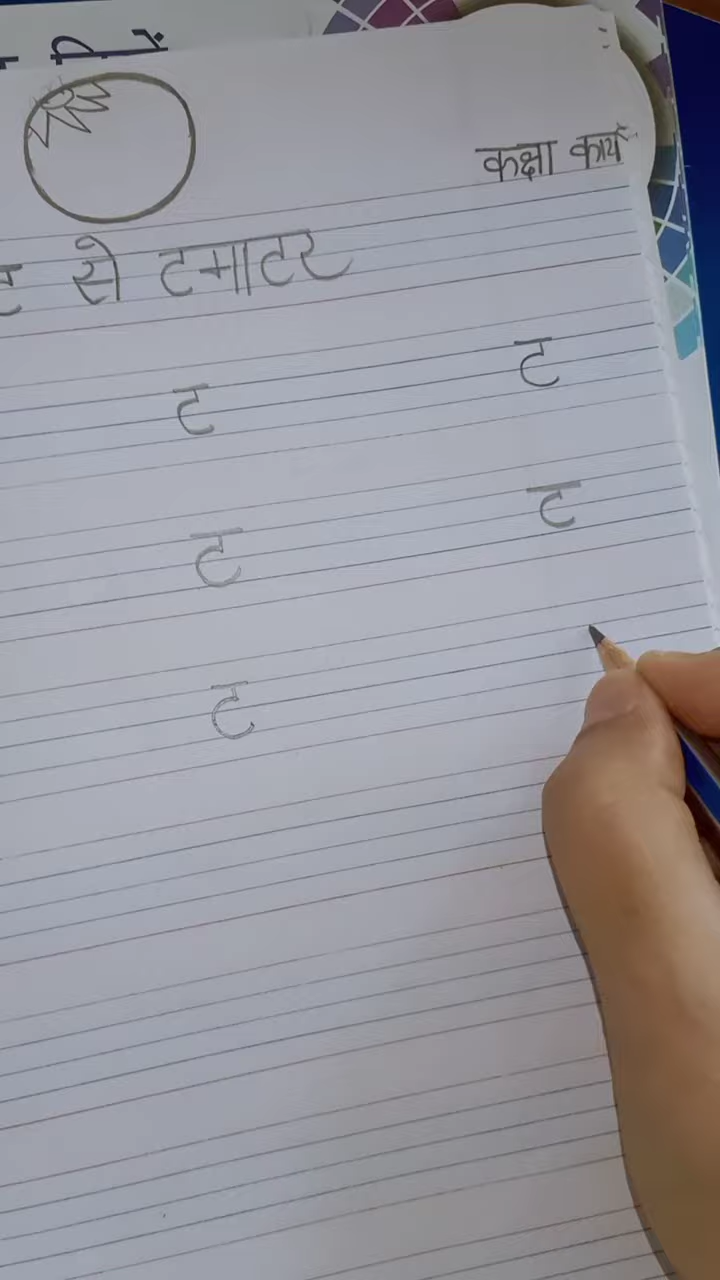 कक्षा कार्य
ट से टमाटर
ट ट
ट ट
ट